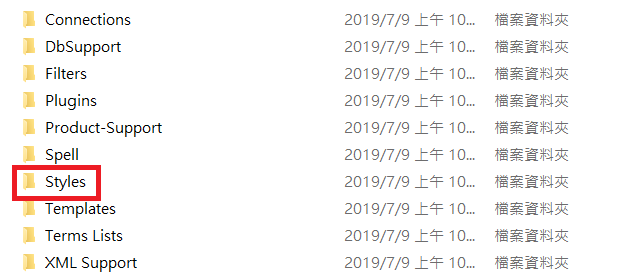 Connections 2019/7/9 上午 10... 檔案資料夾
DbSupport 2019/7/9 上午 10... 檔案資料夾
Filters 2019/7/9 上午 10... 檔案資料夾
Plugins 2019/7/9 上午 10... 檔案資料夾
Product-Support 2019/7/9 上午 10... 檔案資料夾
Spell 2019/7/9 上午 10... 檔案資料夾
Styles 2019/7/9 上午 10... 檔案資料夾
Templates 2019/7/9 上午 10... 檔案資料夾
Terms Lists 2019/7/9 上午 10... 檔案資料夾
XML Support 2019/7/9 上午 10... 檔案資料夾